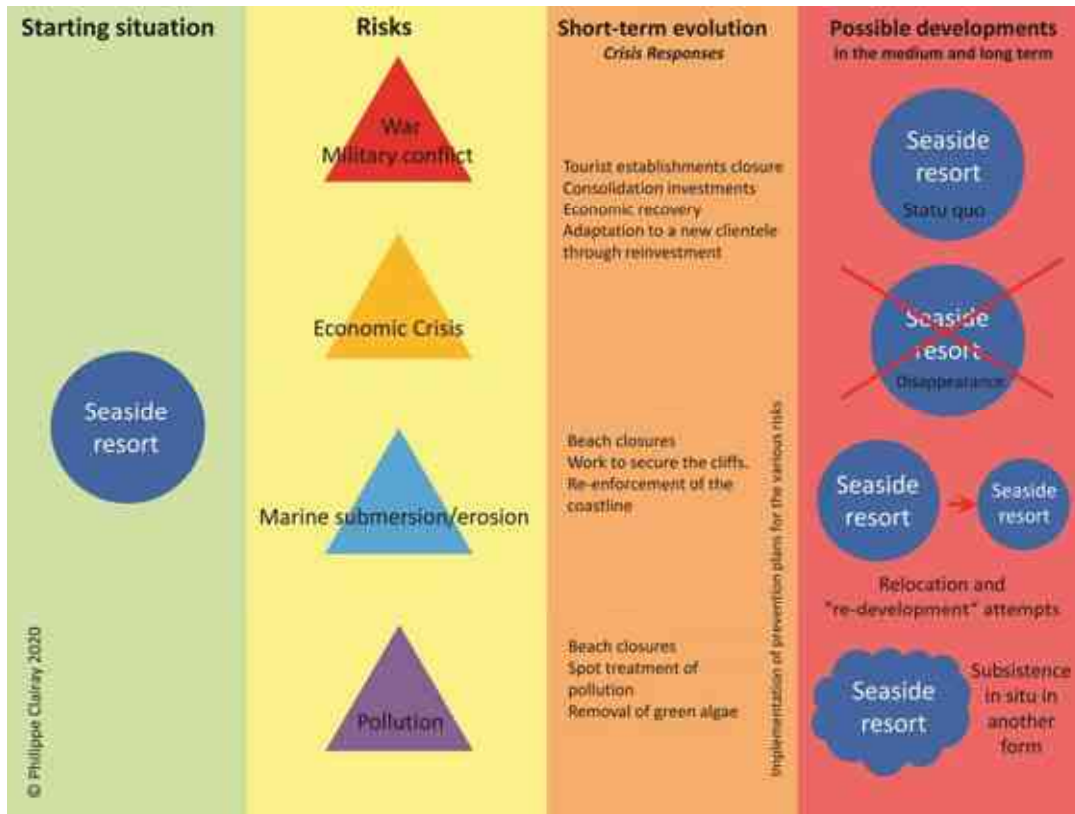 Starting situation
Risks
Short-term evolution
Crisis Responses
Possible developments
in the medium and long term
War
Military conflict
Economic Crisis
Marine submersion/erosion
Pollution
Seaside
resort
© Philippe Clairay 2020
Tourist establishments closure
Consolidation investments
Economic recovery
Adaptation to a new clientele
through reinvestment
Beach closures
Work to secure the cliffs.
Re-enforcement of the
coastline
Beach closures
Spot treatment of
pollution
Removal of green algae
Implementation of prevention plans for the various risks
Seaside
resort
Statu quo
Seaside
resort
Disappearance
Seaside
resort
Seaside
resort
Relocation and
"re-development" attempts
Seaside
resort
Subsistence
in situ in
another
form